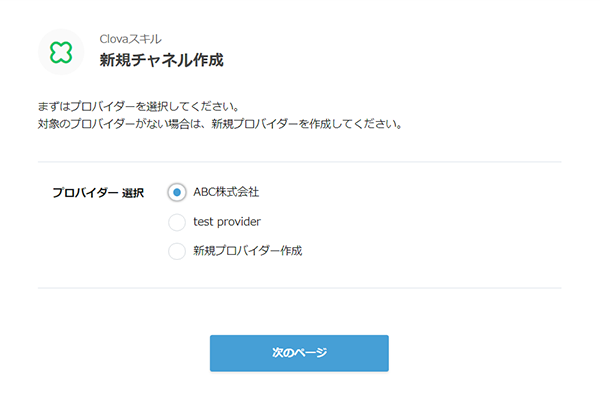 Clovaスキル
新規チャネル作成
まずはプロバイダーを選択してください。
対象のプロバイダーがない場合は、新規プロバイダーを作成してください。
プロバイダー 選択
ABC株式会社
test provider
新規プロバイダー作成
次のページ